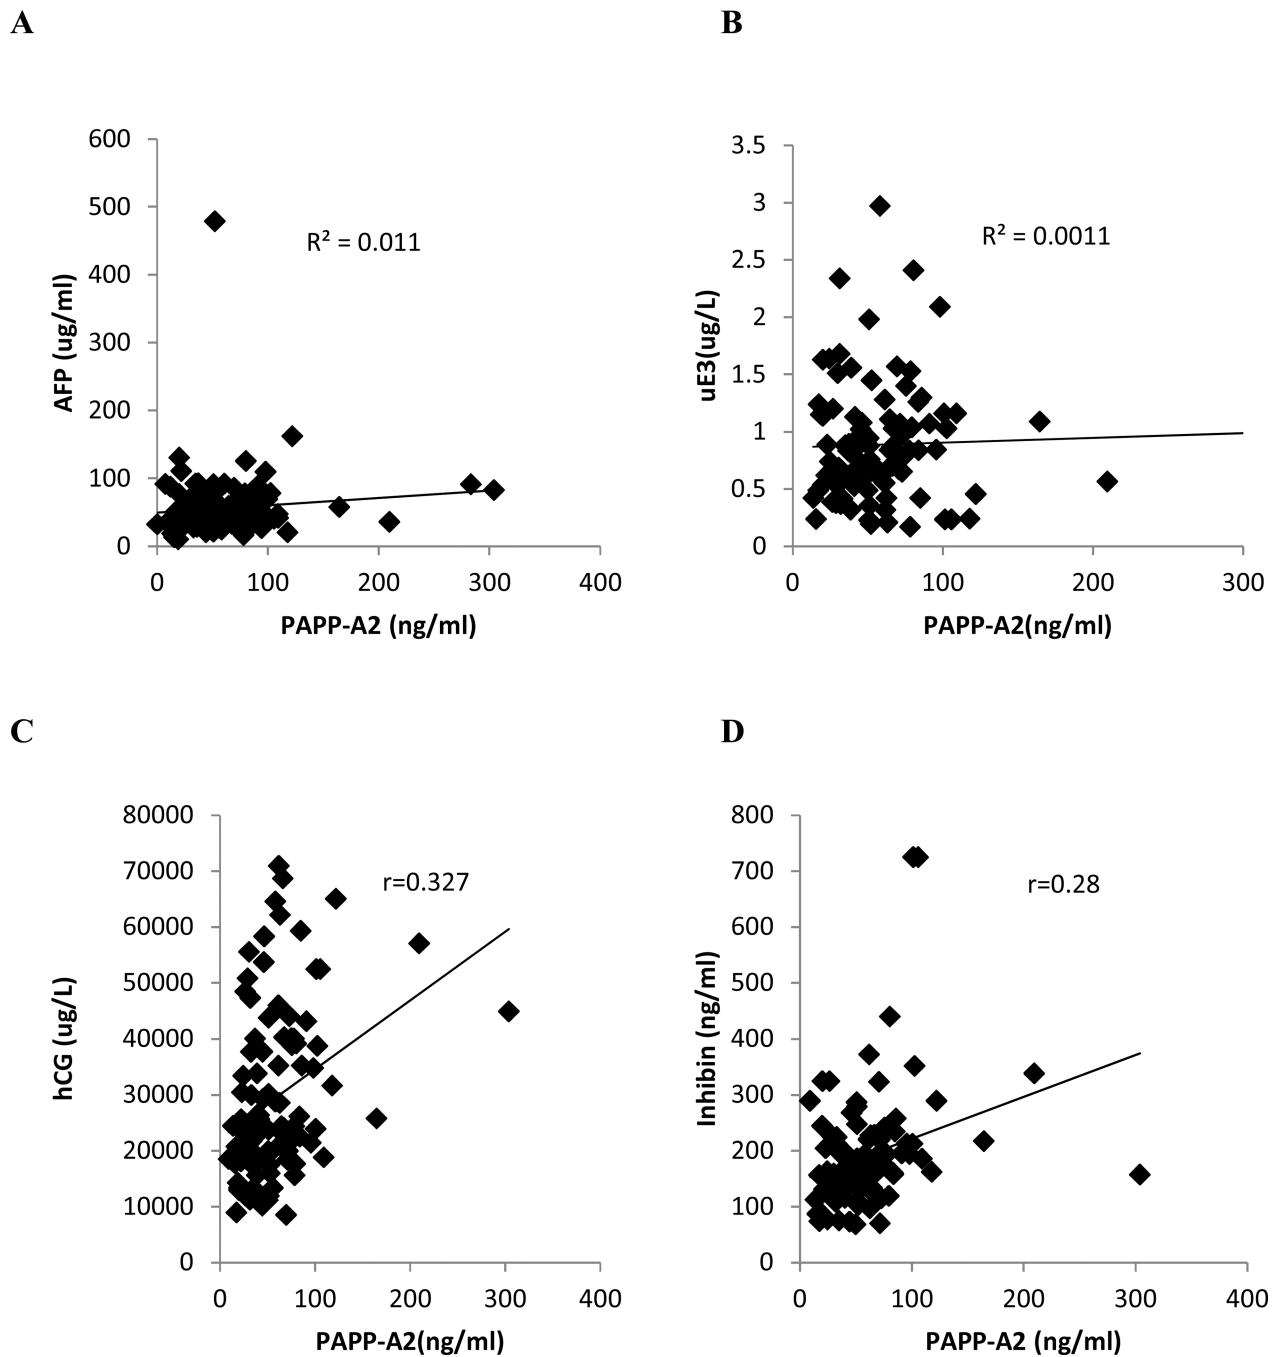 A
600
500
400
300
200
100
0
AFP (ug/ml)
R² = 0.011
0 100 200 300 400
PAPP-A2 (ng/ml)
B
3.5
3
2.5
2
1.5
1
0.5
0
uE3(ug/L)
R² = 0.0011
0 100 200 300
PAPP-A2(ng/ml)
C
80000
70000
60000
50000
40000
30000
20000
10000
0
hCG (ug/L)
r=0.327
0 100 200 300 400
PAPP-A2(ng/ml)
D
800
700
600
500
400
300
200
100
0
Inhibin (ng/ml)
r=0.28
0 100 200 300 400
PAPP-A2 (ng/ml)